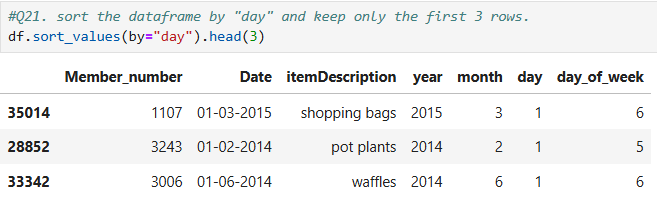 #Q21. sort the dataframe by "day" and keep only the first 3 rows.
df.sort_values(by="day").head(3)
Member_number Date itemDescription year month day day_of_week
35014 1107 01-03-2015 shopping bags 2015 3 1 6
28852 3243 01-02-2014 pot plants 2014 2 1 5
33342 3006 01-06-2014 waffles 2014 6 1 6